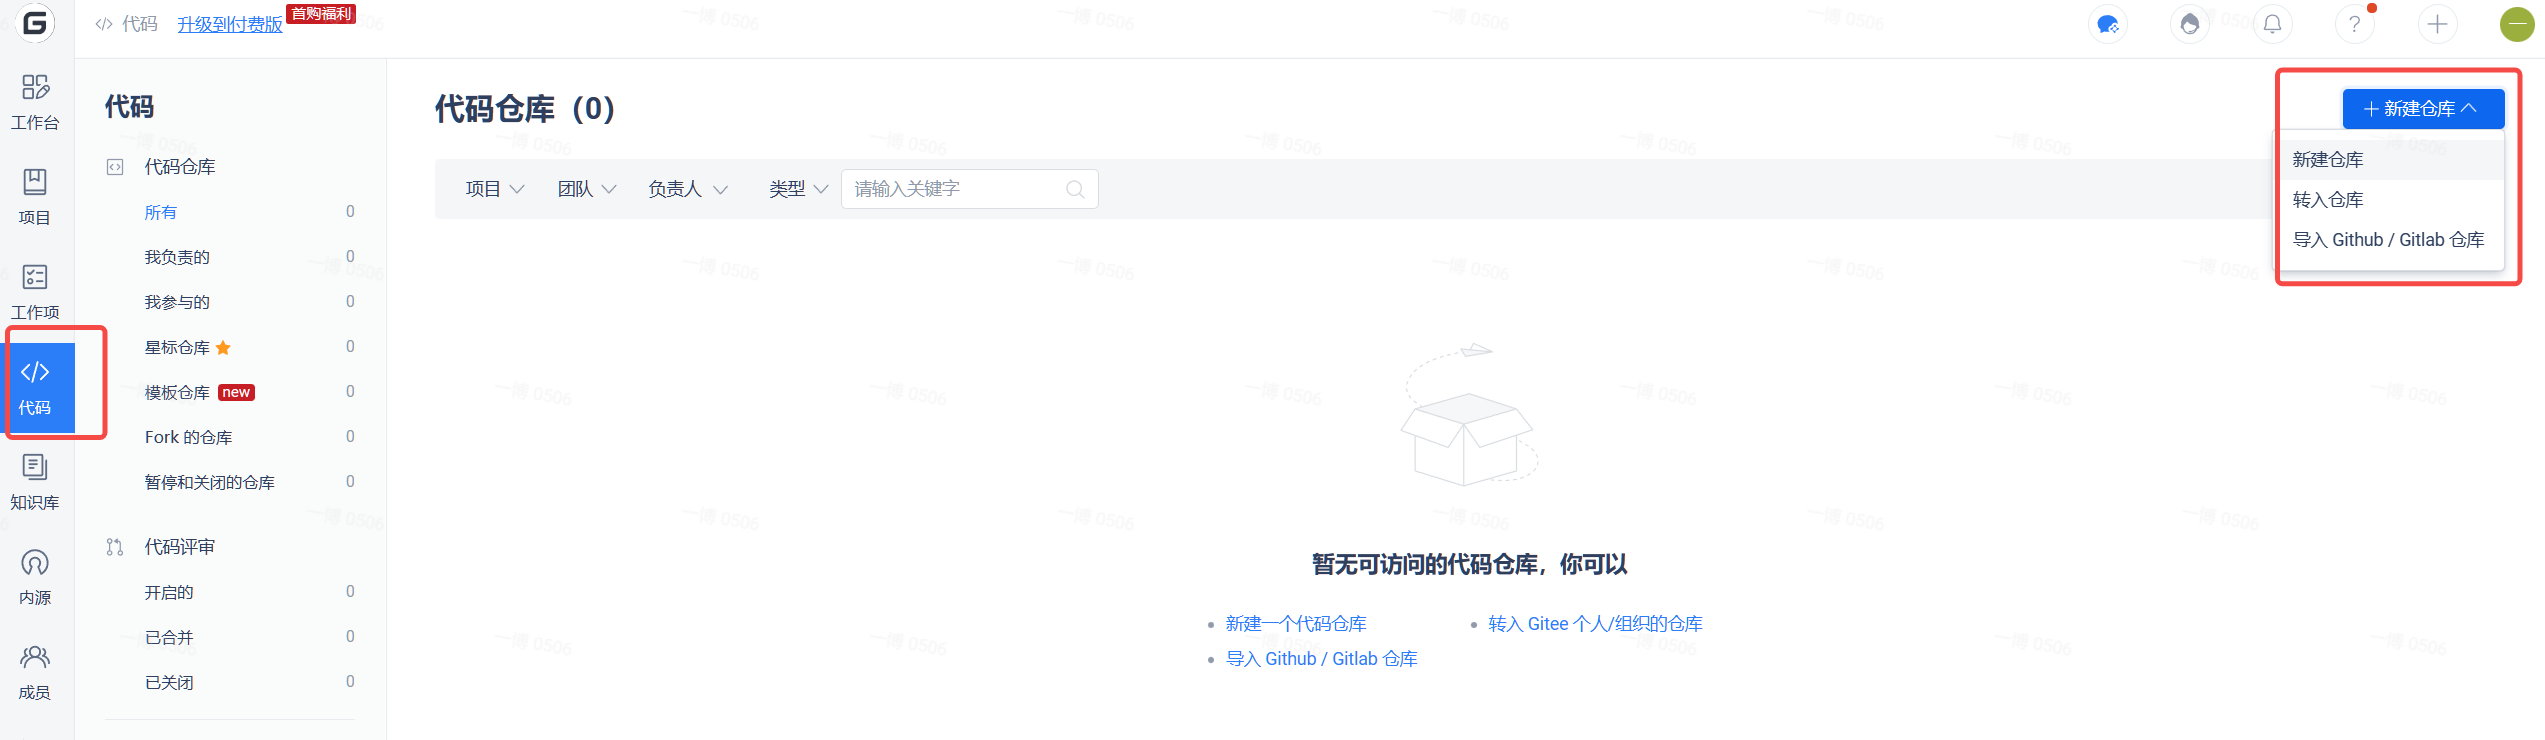 代码
升级到付费版
首购福利
工作台
项目
工作项
代码
知识库
内源
成员
代码
代码仓库
所有 0
我负责的 0
我参与的 0
星标仓库 0
模板仓库 new 0
Fork 的仓库 0
暂停和关闭的仓库 0
代码评审
开启的 0
已合并 0
已关闭 0
代码仓库（0）
项目 团队 负责人 类型 请输入关键字
新建仓库
新建仓库
转入仓库
导入 Github / Gitlab 仓库
暂无可访问的代码仓库，你可以
新建一个代码仓库
转入 Gitee 个人/组织的仓库
导入 Github / Gitlab 仓库
一博 0506